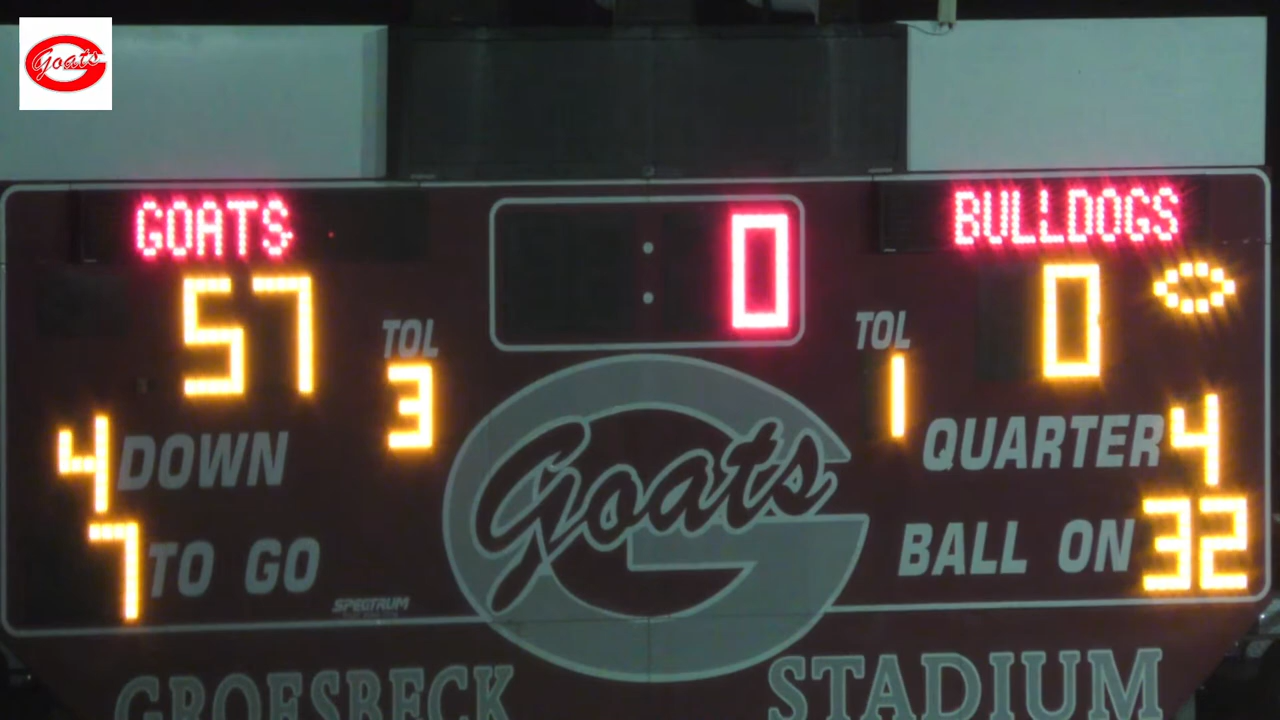 Goats
GOATS
: 0
BULLDOGS
57
TOL
3
TOL
1
0
4 DOWN
QUARTER 4
7 TO GO
BALL ON 32
SPECTRUM
Goats
GROESBECK STADIUM